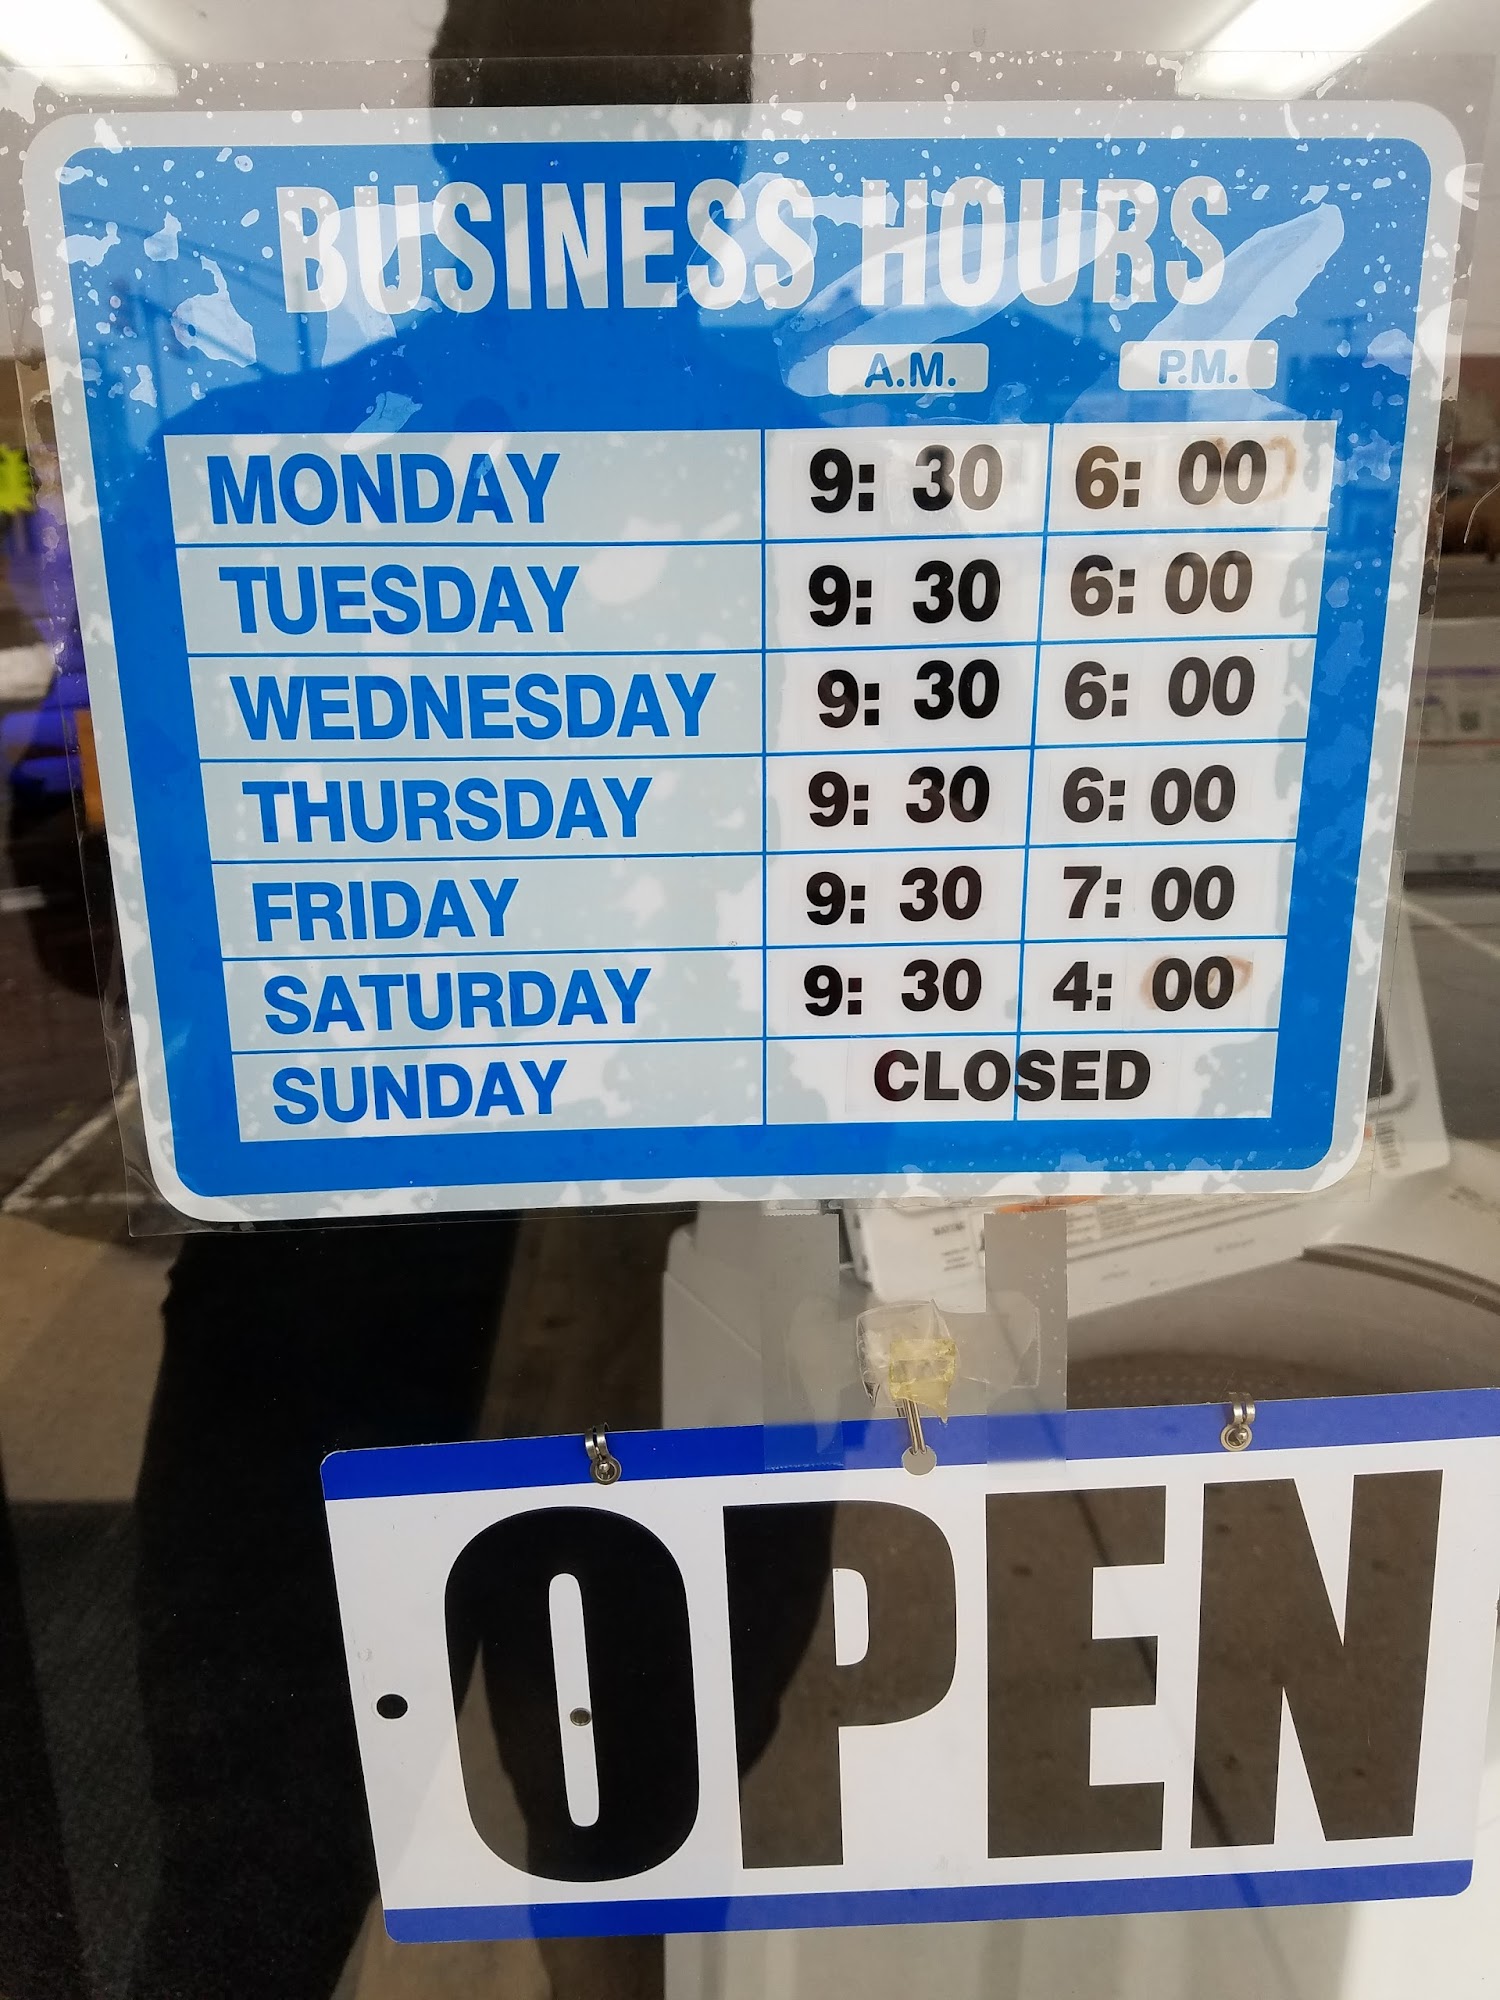 BUSINESS HOURS
A.M. P.M.
MONDAY 9: 30 6: 00
TUESDAY 9: 30 6: 00
WEDNESDAY 9: 30 6: 00
THURSDAY 9: 30 6: 00
FRIDAY 9: 30 7: 00
SATURDAY 9: 30 4: 00
SUNDAY CLOSED
OPEN